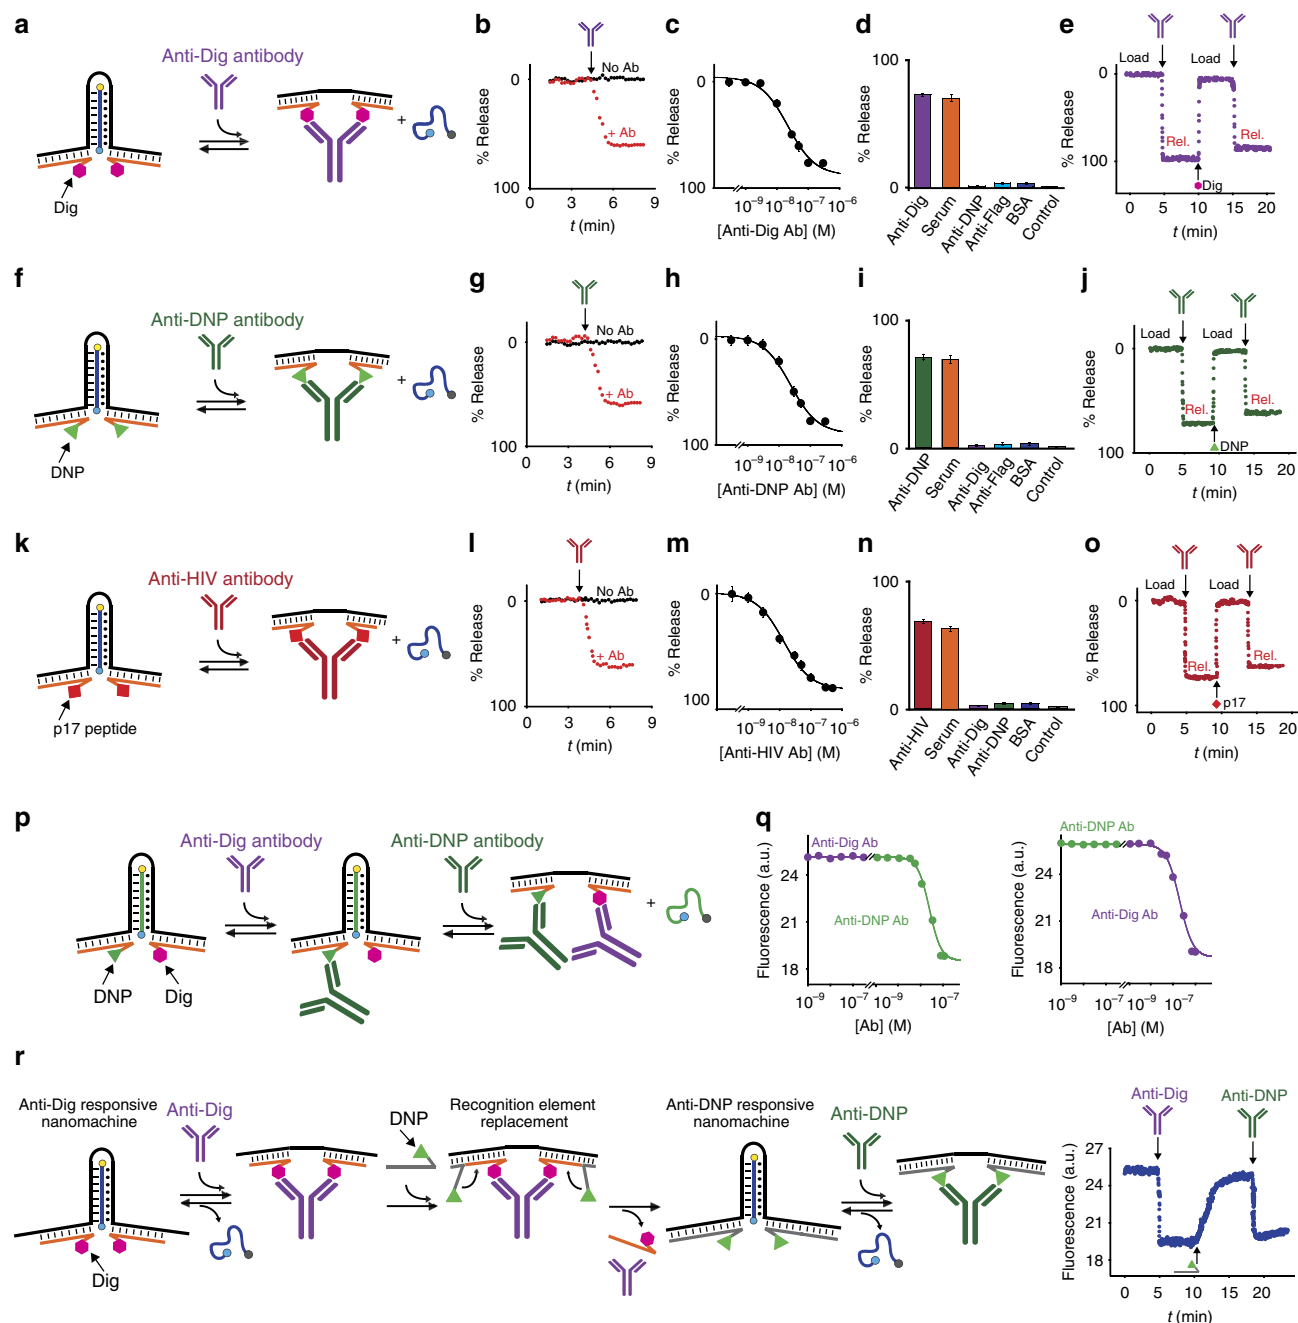 a
Anti-Dig antibody
Dig
+
b
% Release
0
100
No Ab
+ Ab
0 3 6 9
t (min)
c
% Release
0
100
10⁻⁹ 10⁻⁸ 10⁻⁷ 10⁻⁶
[Anti-Dig Ab] (M)
d
% Release
100
0
Anti-Dig
Serum
Anti-DNP
Anti-Flag
BSA
Control
e
% Release
0
100
Load
Load
Rel.
Rel.
Dig
0 5 10 15 20
t (min)
f
Anti-DNP antibody
DNP
+
g
% Release
0
100
No Ab
+ Ab
0 3 6 9
t (min)
h
% Release
0
100
10⁻⁹ 10⁻⁸ 10⁻⁷ 10⁻⁶
[Anti-DNP Ab] (M)
i
% Release
100
0
Anti-DNP
Serum
Anti-Dig
Anti-Flag
BSA
Control
j
% Release
0
100
Load
Load
Rel.
Rel.
DNP
0 5 10 15 20
t (min)
k
Anti-HIV antibody
p17 peptide
+
l
% Release
0
100
No Ab
+ Ab
0 3 6 9
t (min)
m
% Release
0
100
10⁻⁹ 10⁻⁸ 10⁻⁷ 10⁻⁶
[Anti-HIV Ab] (M)
n
% Release
100
0
Anti-HIV
Serum
Anti-Dig
Anti-DNP
BSA
Control
o
% Release
0
100
Load
Load
Rel.
Rel.
p17
0 5 10 15 20
t (min)
p
Anti-Dig antibody
Anti-DNP antibody
DNP
Dig
+
q
Fluorescence (a.u.)
24
21
18
Anti-Dig Ab
Anti-DNP Ab
10⁻⁹ 10⁻⁷ 10⁻⁹ 10⁻⁷
[Ab] (M)
Fluorescence (a.u.)
24
21
18
Anti-DNP Ab
Anti-Dig Ab
10⁻⁹ 10⁻⁷ 10⁻⁹ 10⁻⁷
[Ab] (M)
r
Anti-Dig responsive
nanomachine
Anti-Dig
Dig
DNP
Recognition element
replacement
Anti-DNP responsive
nanomachine
Anti-DNP
Anti-Dig
Anti-DNP
Fluorescence (a.u.)
27
24
21
18
0 5 10 15 20
t (min)